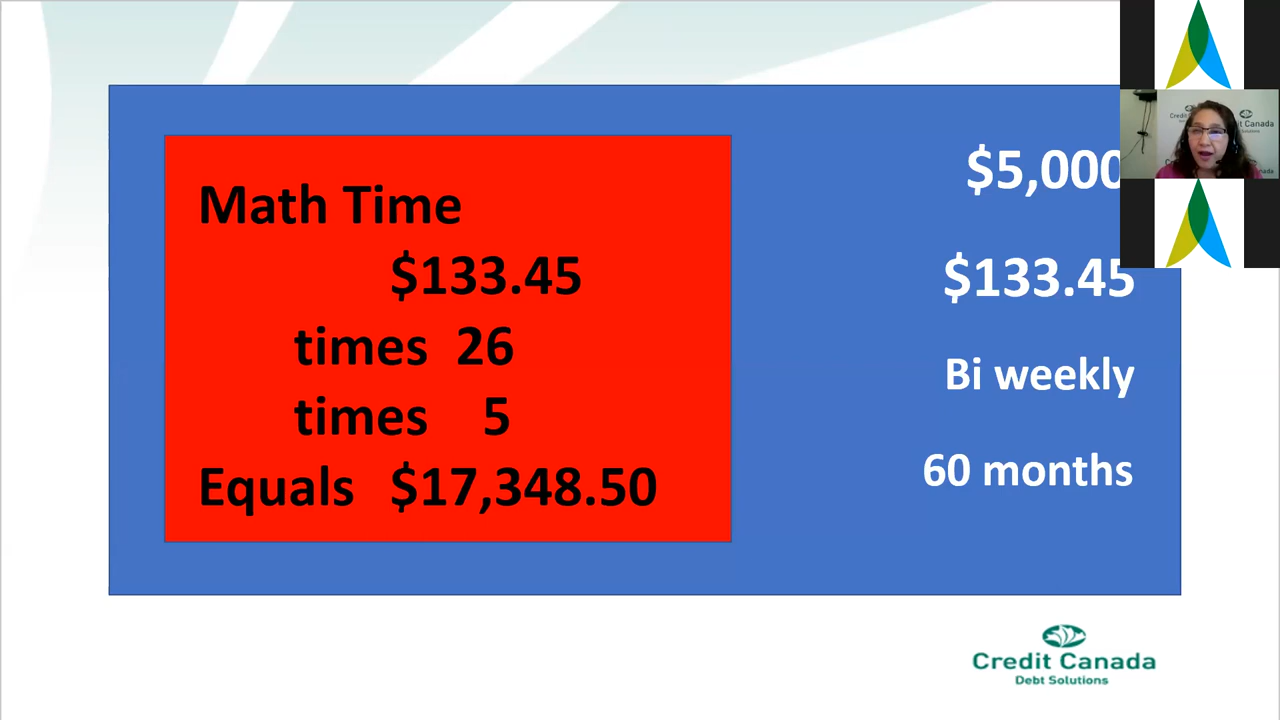 Math Time
$133.45
times 26
times 5
Equals $17,348.50
$5,000
$133.45
Bi weekly
60 months
Credit Canada
Debt Solutions